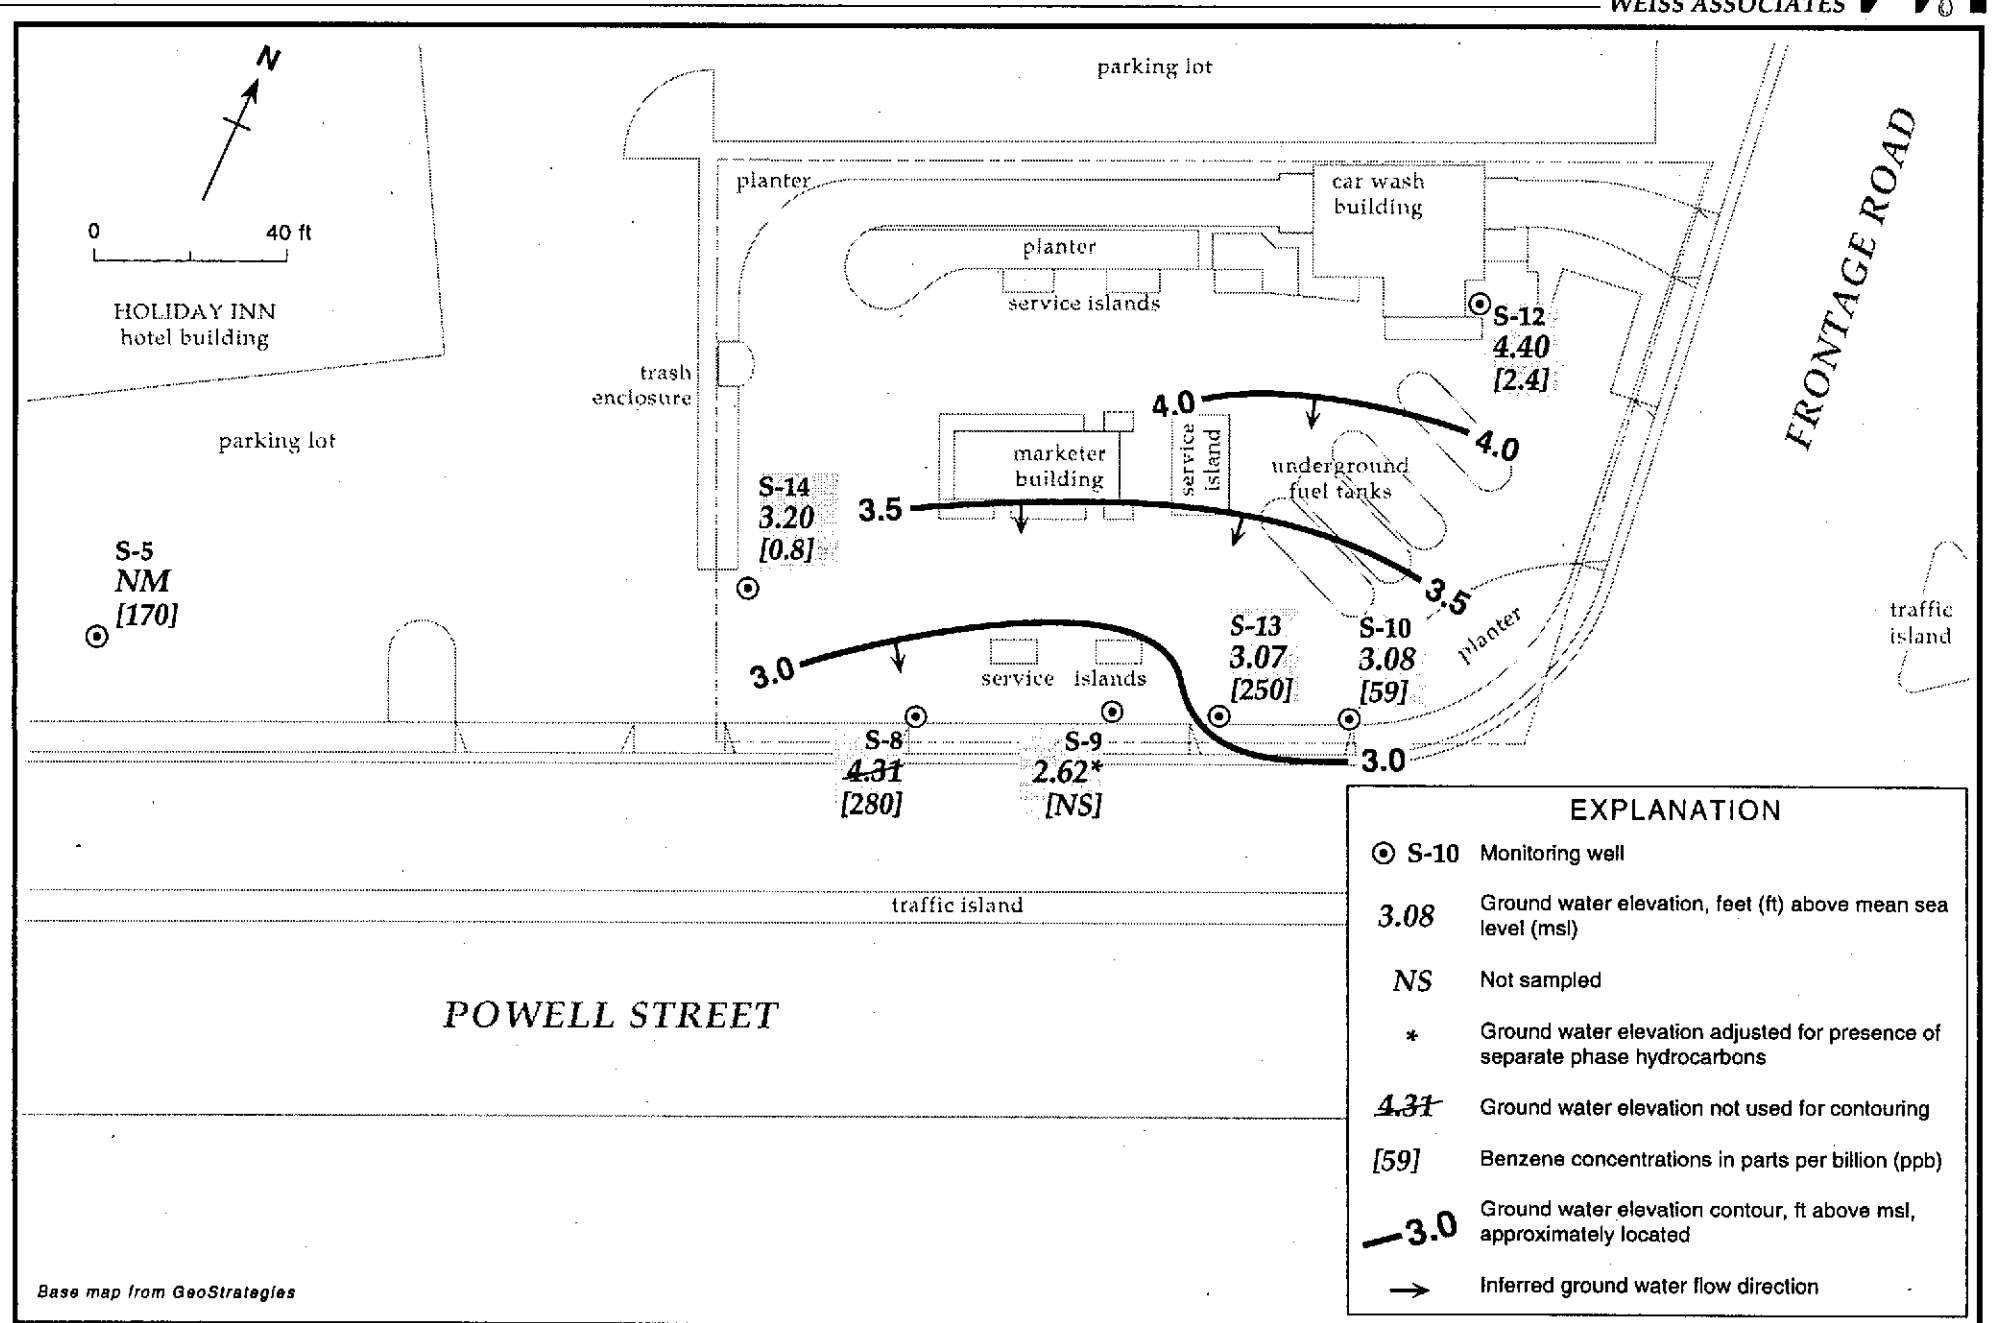 WEISS ASSOCIATES
N
parking lot
planter
car wash
building
0 40 ft
planter
HOLIDAY INN
hotel building
service islands
S-12
4.40
[2.4]
FRONTAGE ROAD
trash
enclosure
4.0
4.0
parking lot
marketer
building
service
island
underground
fuel tanks
S-14
3.20
[0.8]
3.5
3.5
S-5
NM
[170]
S-13
3.07
[250]
S-10
3.08
[59]
planter
traffic
island
3.0
service islands
S-8
4.31
[280]
S-9
2.62*
[NS]
3.0
traffic island
POWELL STREET
EXPLANATION
S-10 Monitoring well
3.08 Ground water elevation, feet (ft) above mean sea
level (msl)
NS Not sampled
* Ground water elevation adjusted for presence of
separate phase hydrocarbons
4.31 Ground water elevation not used for contouring
[59] Benzene concentrations in parts per billion (ppb)
3.0 Ground water elevation contour, ft above msl,
approximately located
Inferred ground water flow direction
Base map from GeoStrategies